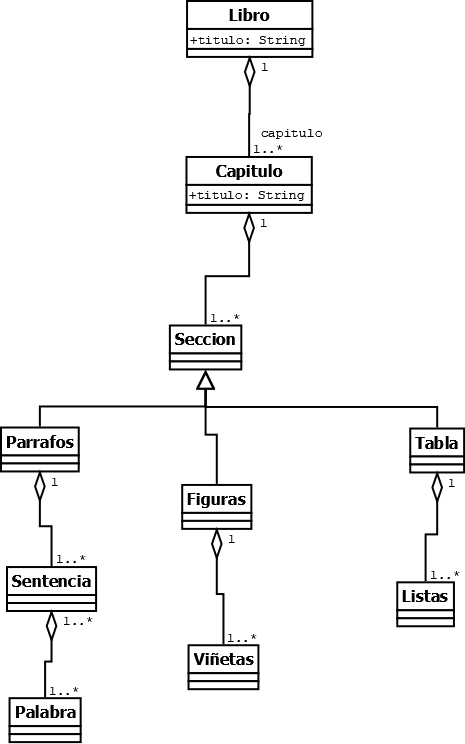 Libro
+titulo: String
1
capitulo
1..*
Capitulo
+titulo: String
1
1..*
Seccion
Parrafos
Tabla
1
1
Figuras
1
1..*
Sentencia
1..*
Listas
1..*
1..*
Viñetas
1..*
Palabra